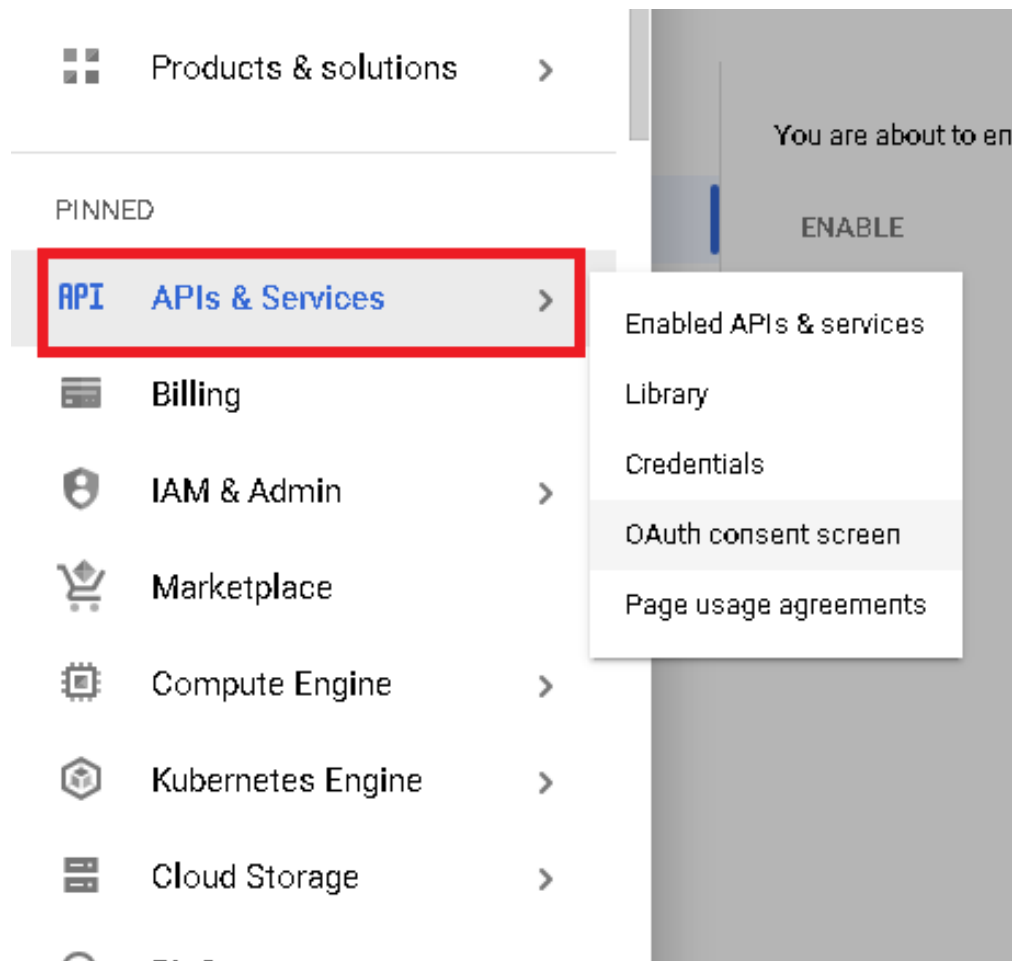 Products & solutions
You are about to en
PINNED
ENABLE
API APIs & Services
Enabled APIs & services
Library
Credentials
OAuth consent screen
Page usage agreements
Billing
IAM & Admin
Marketplace
Compute Engine
Kubernetes Engine
Cloud Storage